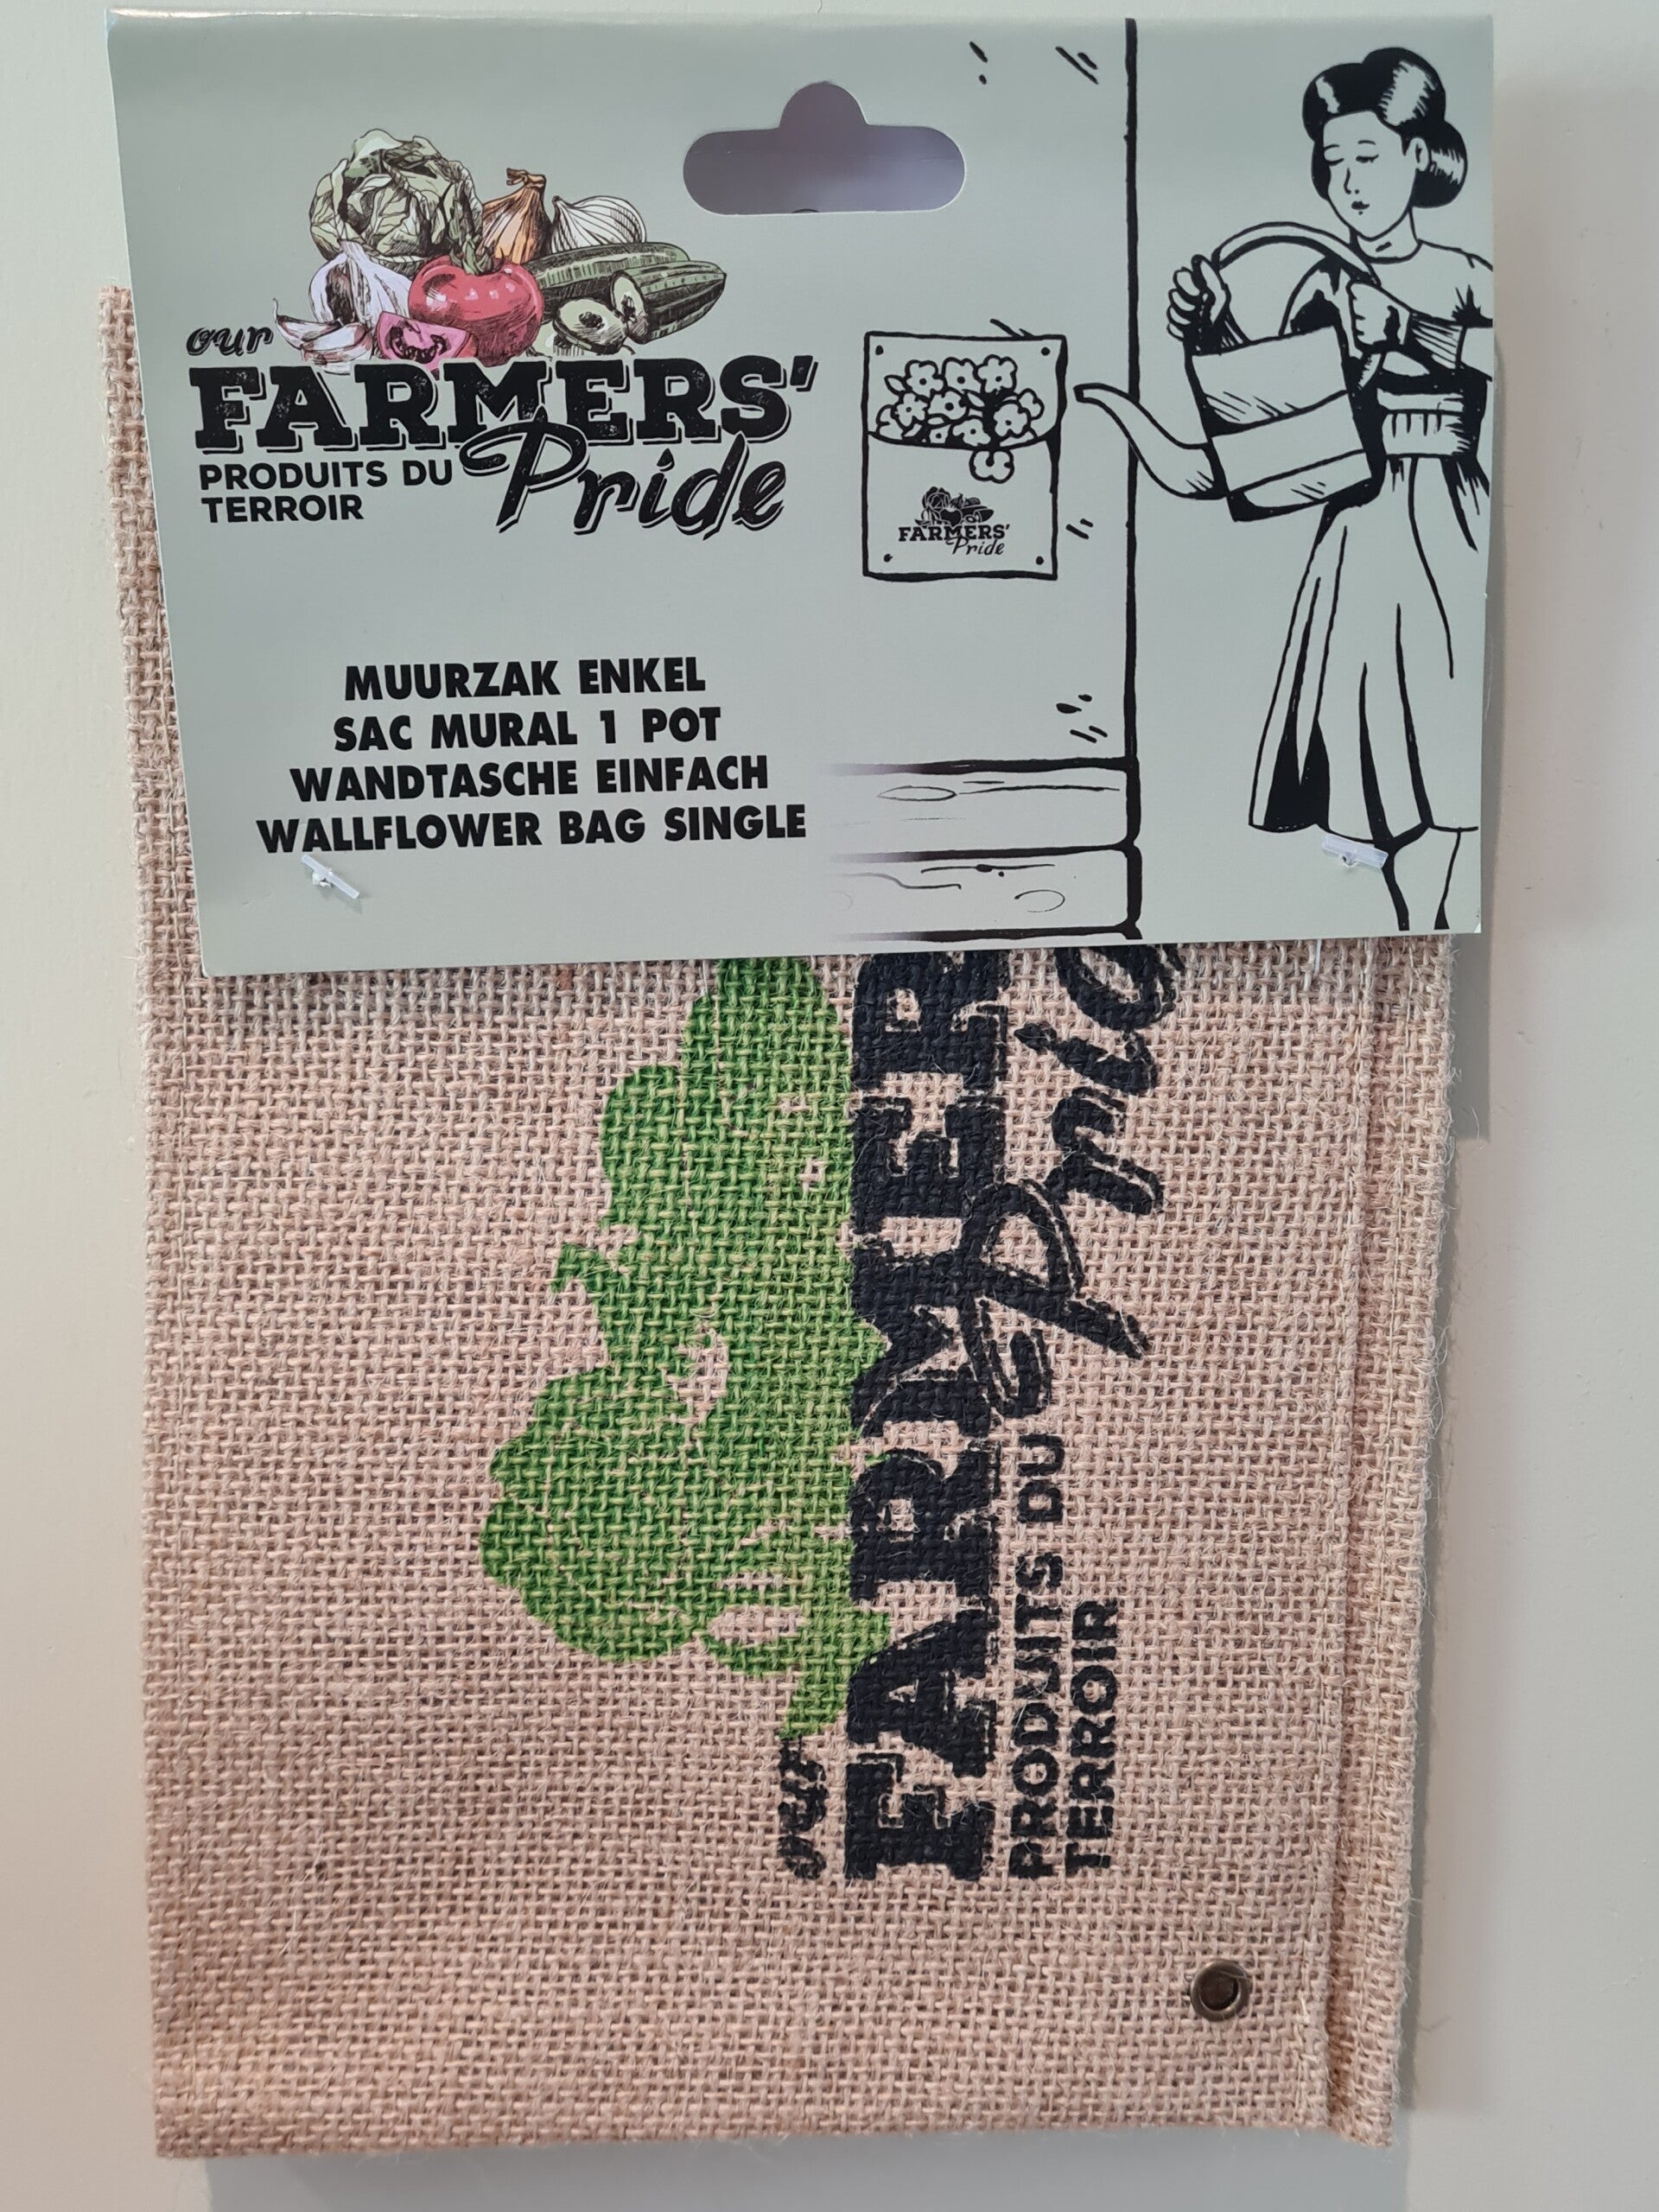 our
FARMERS'
Pride
PRODUITS DU
TERROIR
FARMERS'
Pride
MUURZAK ENKEL
SAC MURAL 1 POT
WANDTASCHE EINFACH
WALLFLOWER BAG SINGLE
our
FARMER
Prid
PRODUITS DU
TERROIR